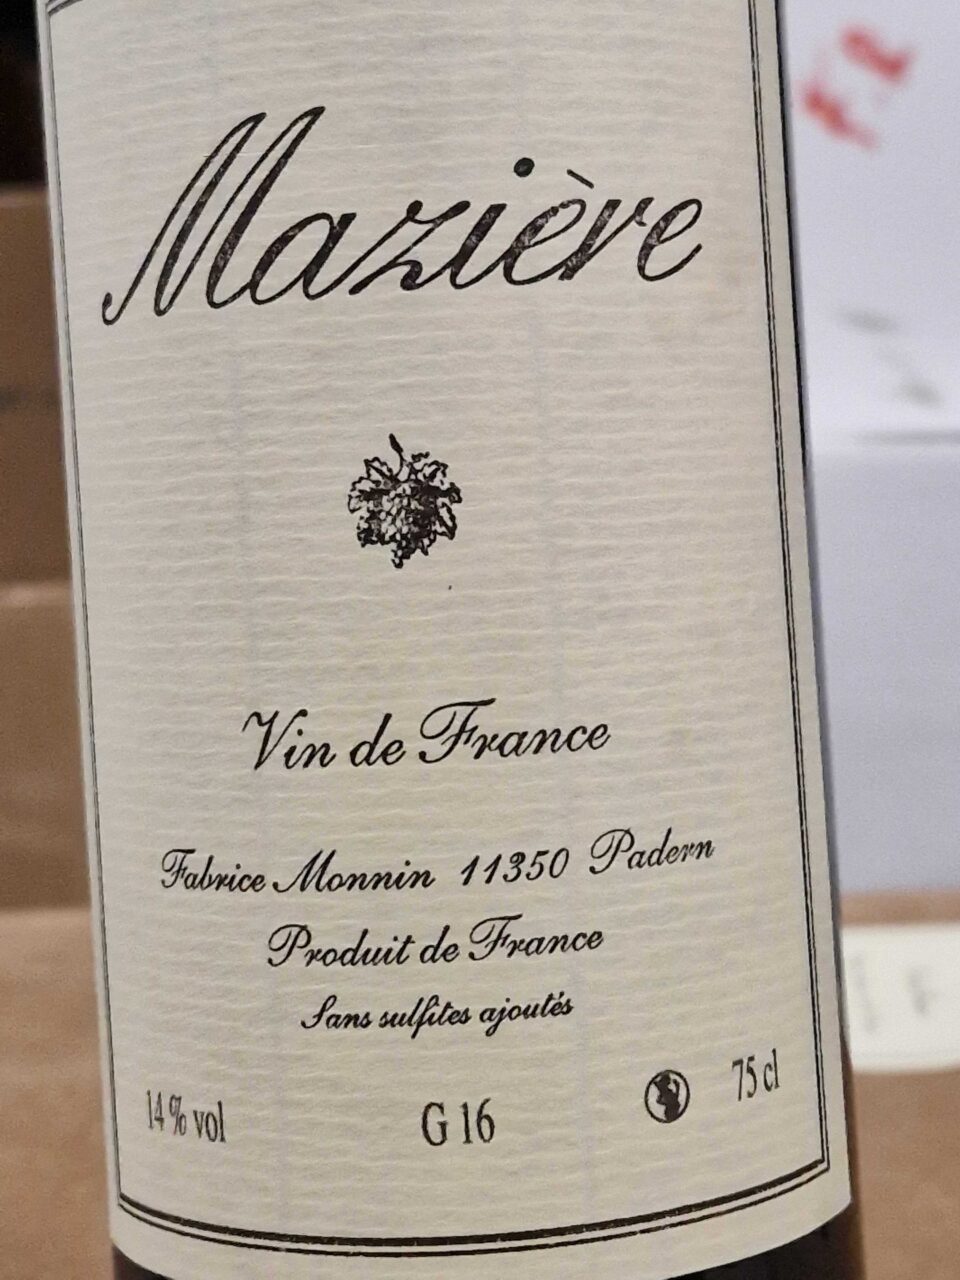 Mazière
Vin de France
Fabrice Monnin 11350 Padern
Produit de France
Sans sulfites ajoutés
14 % vol G 16 75 cl